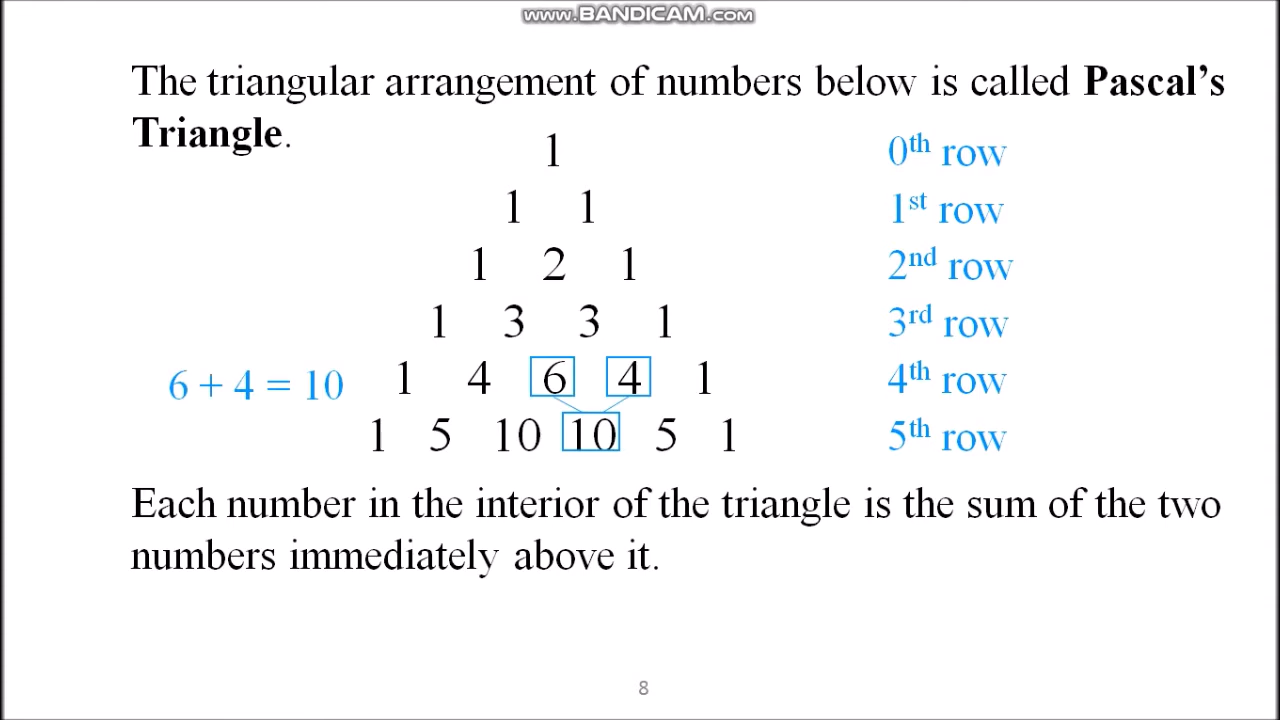 www.BANDICAM.com
The triangular arrangement of numbers below is called Pascal's
Triangle.
1 0th row
1 1 1st row
1 2 1 2nd row
1 3 3 1 3rd row
6 + 4 = 10 1 4 6 4 1 4th row
1 5 10 10 5 1 5th row
Each number in the interior of the triangle is the sum of the two
numbers immediately above it.
8